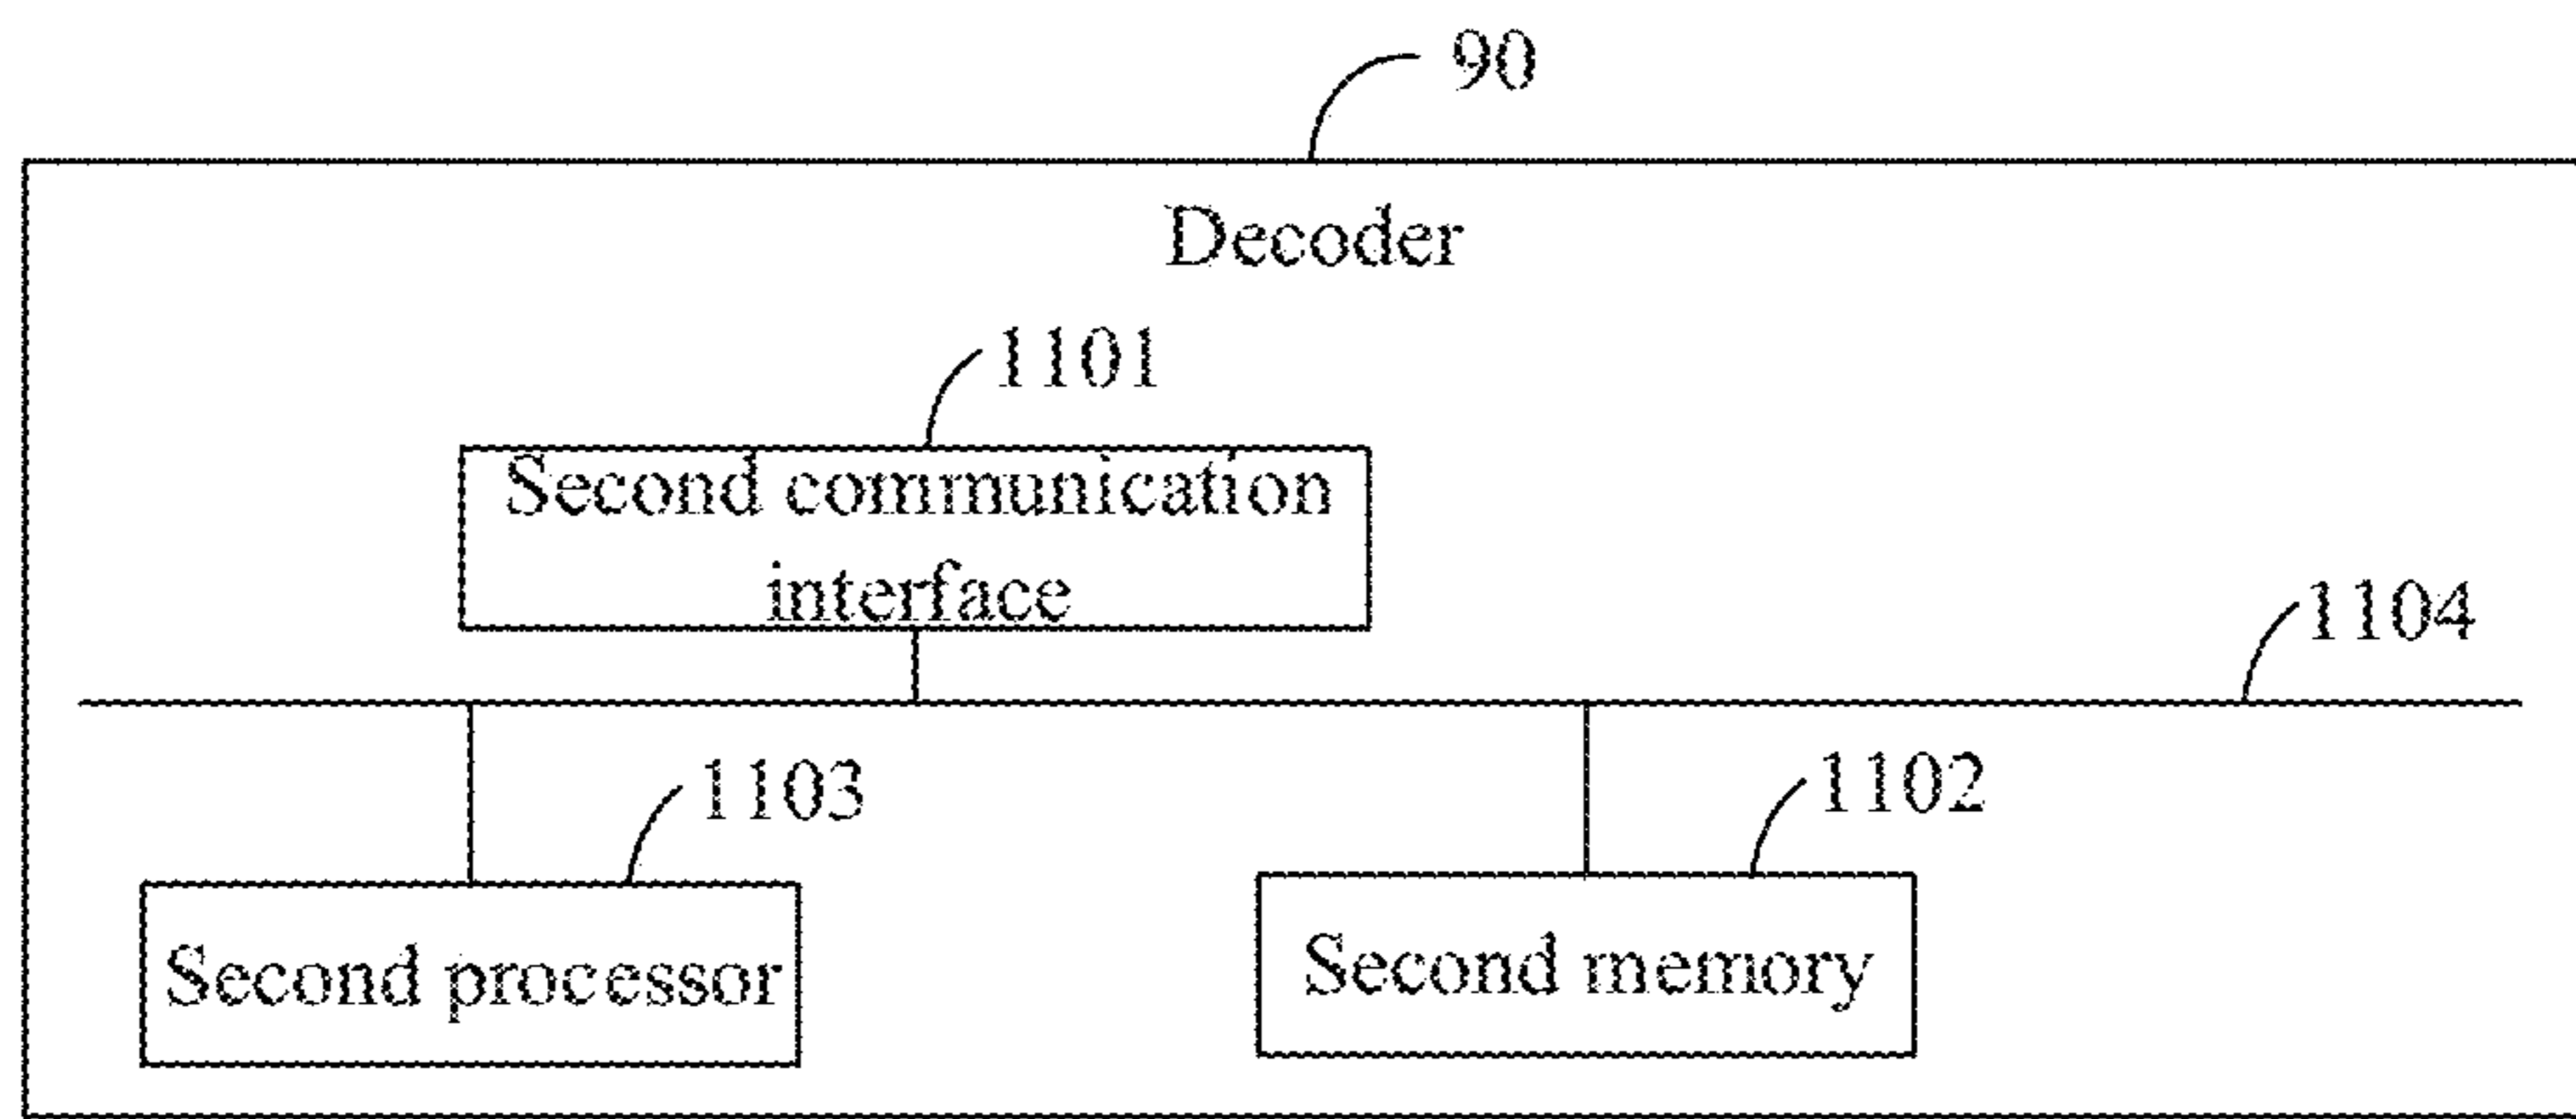 90
Decoder
1101
Second communication
interface
1104
1103
1102
Second processor
Second memory